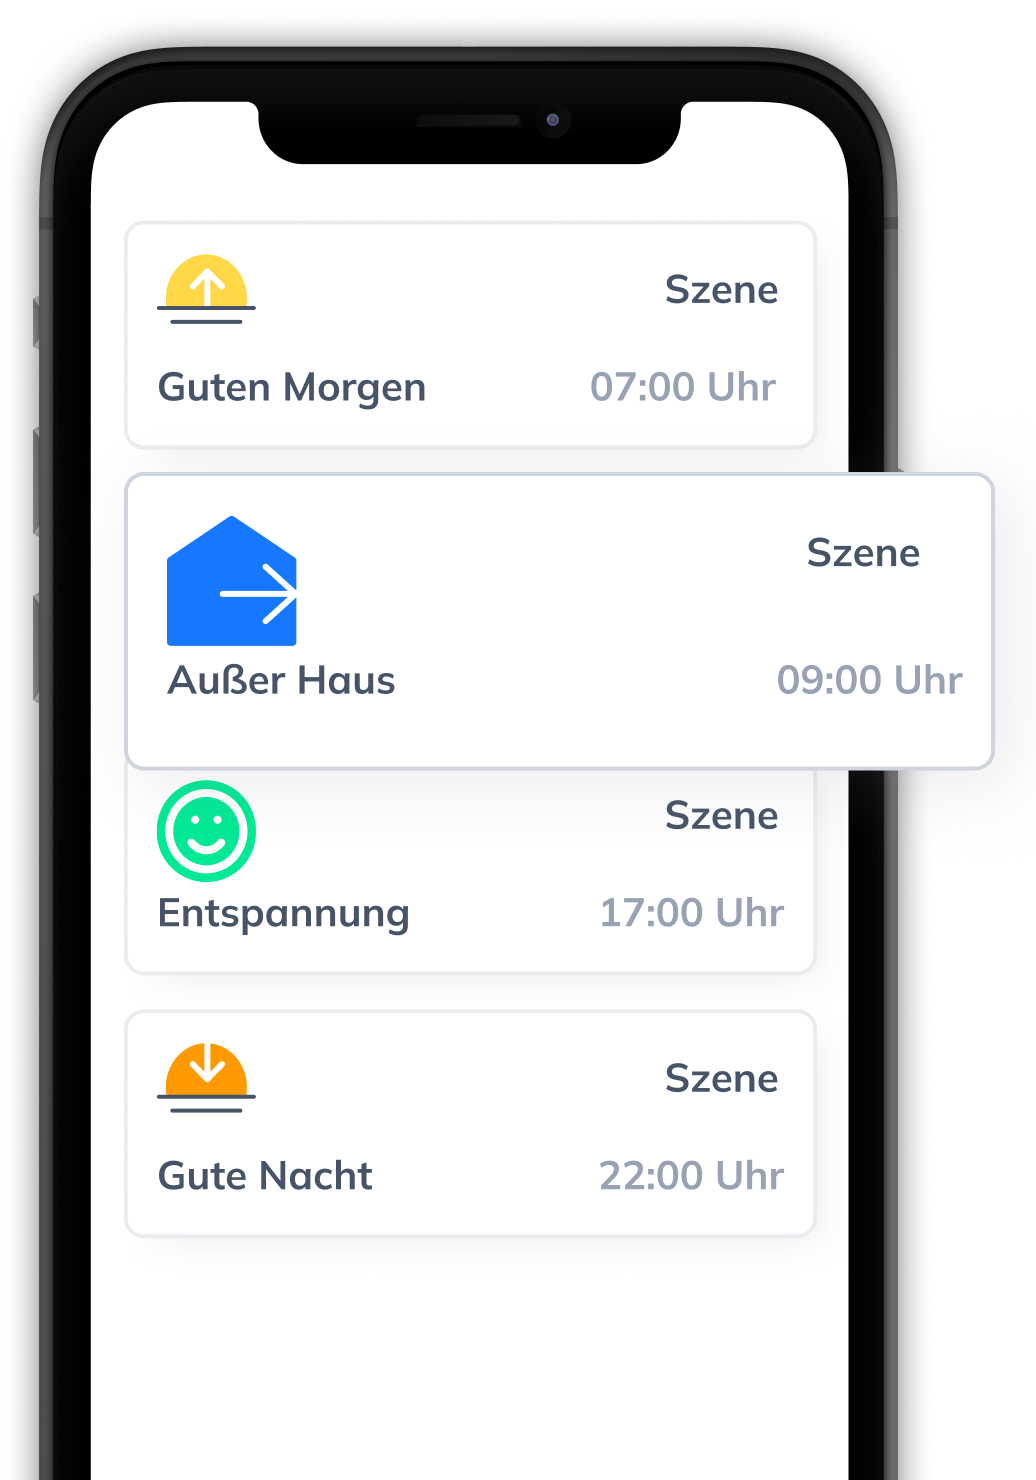 Szene
Guten Morgen 07:00 Uhr
Szene
Außer Haus 09:00 Uhr
Szene
Entspannung 17:00 Uhr
Szene
Gute Nacht 22:00 Uhr